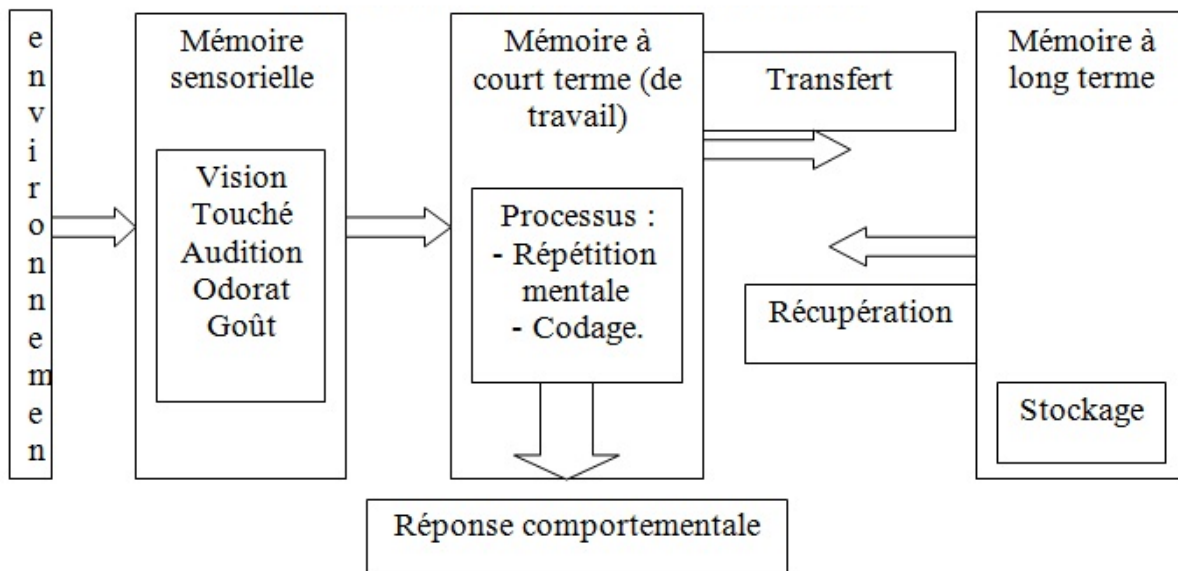 environnemen
Mémoire
sensorielle
Vision
Touché
Audition
Odorat
Goût
Mémoire à
court terme (de
travail)
Processus :
- Répétition
mentale
- Codage.
Transfert
Récupération
Mémoire à
long terme
Stockage
Réponse comportementale